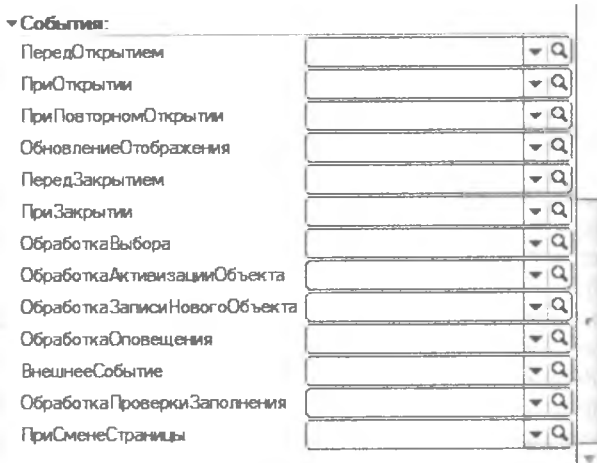 События:
ПередОткрытием
ПриОткрытии
ПриПовторномОткрытии
ОбновлениеОтображения
ПередЗакрытием
ПриЗакрытии
ОбработкаВыбора
ОбработкаАктивизацииОбъекта
ОбработкаЗаписиНовогоОбъекта
ОбработкаОповещения
ВнешнееСобытие
ОбработкаПроверкиЗаполнения
ПриСменеСтраницы